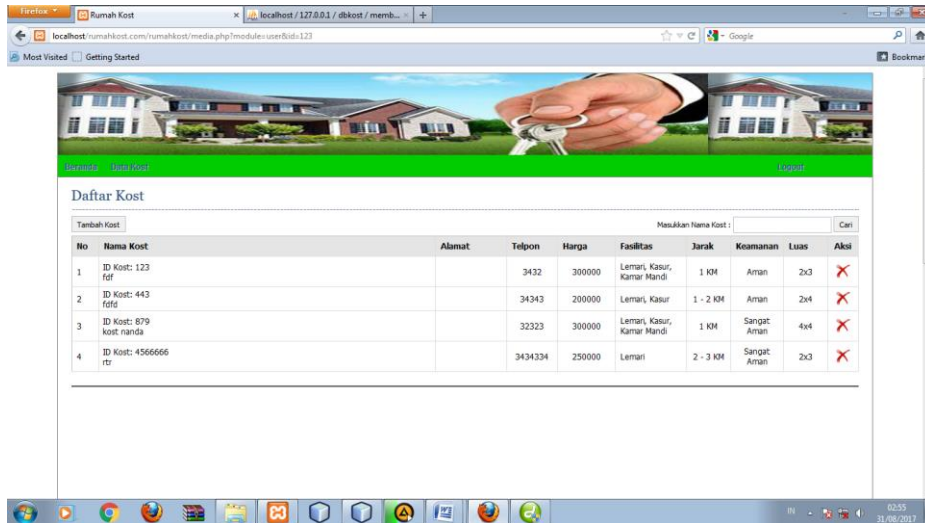 Firefox
Rumah Kost
localhost / 127.0.0.1 / dbkost / memb...
localhost/rumahkost.com/rumahkost/media.php?module=user&id=123
Google
Most Visited Getting Started
Bookmar
Beranda Data Kost Logout
Daftar Kost
Tambah Kost Masukkan Nama Kost : Cari
No Nama Kost Alamat Telpon Harga Fasilitas Jarak Keamanan Luas Aksi
1 ID Kost: 123 3432 300000 Lemari, Kasur, 1 KM Aman 2x3
fdf Kamar Mandi
2 ID Kost: 443 34343 200000 Lemari, Kasur 1 - 2 KM Aman 2x4
fdfd
3 ID Kost: 879 32323 300000 Lemari, Kasur, 1 KM Sangat 4x4
kost nanda Kamar Mandi Aman
4 ID Kost: 4566666 3434334 250000 Lemari 2 - 3 KM Sangat 2x3
rtr Aman
IN 02:55
31/08/2017